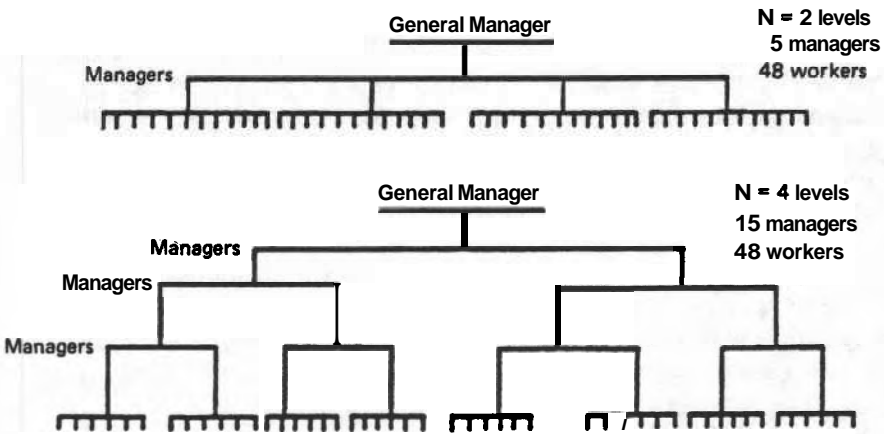 General Manager
N = 2 levels
5 managers
48 workers
Managers
General Manager
N = 4 levels
15 managers
48 workers
Managers
Managers
Managers